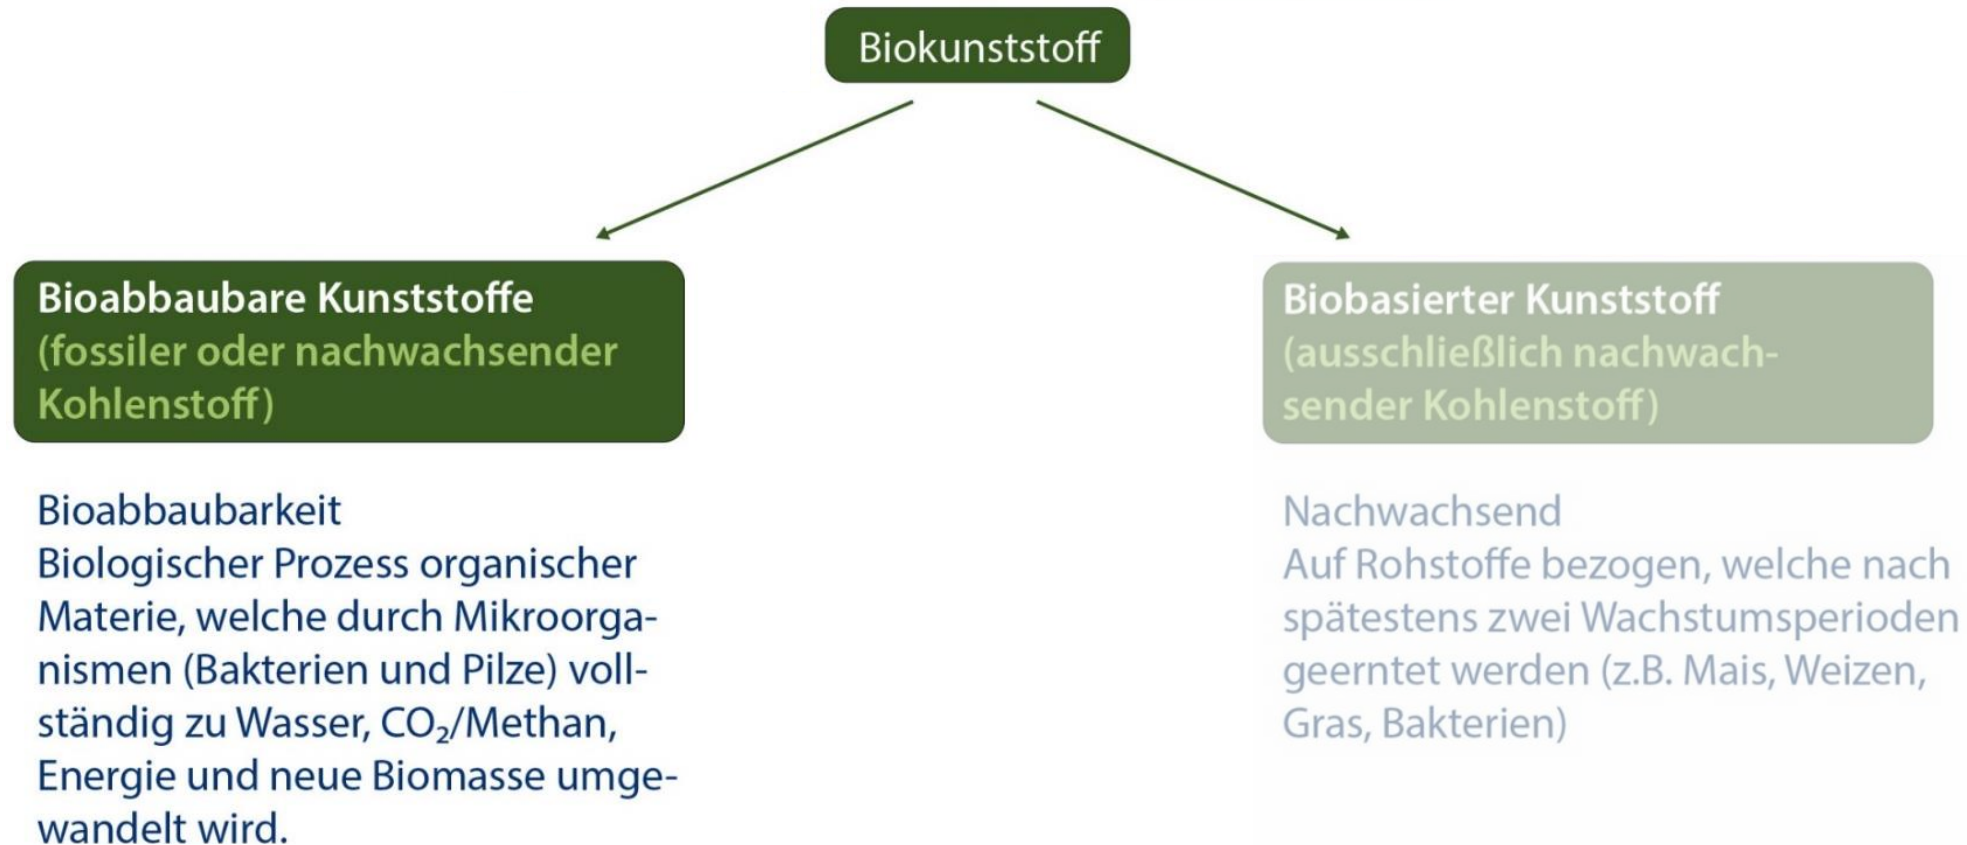 Biokunststoff
Bioabbaubare Kunststoffe
(fossiler oder nachwachsender
Kohlenstoff)
Bioabbaubarkeit
Biologischer Prozess organischer
Materie, welche durch Mikroorga-
nismen (Bakterien und Pilze) voll-
ständig zu Wasser, CO₂/Methan,
Energie und neue Biomasse umge-
wandelt wird.
Biobasierter Kunststoff
(ausschließlich nachwach-
sender Kohlenstoff)
Nachwachsend
Auf Rohstoffe bezogen, welche nach
spätestens zwei Wachstumsperioden
geerntet werden (z.B. Mais, Weizen,
Gras, Bakterien)